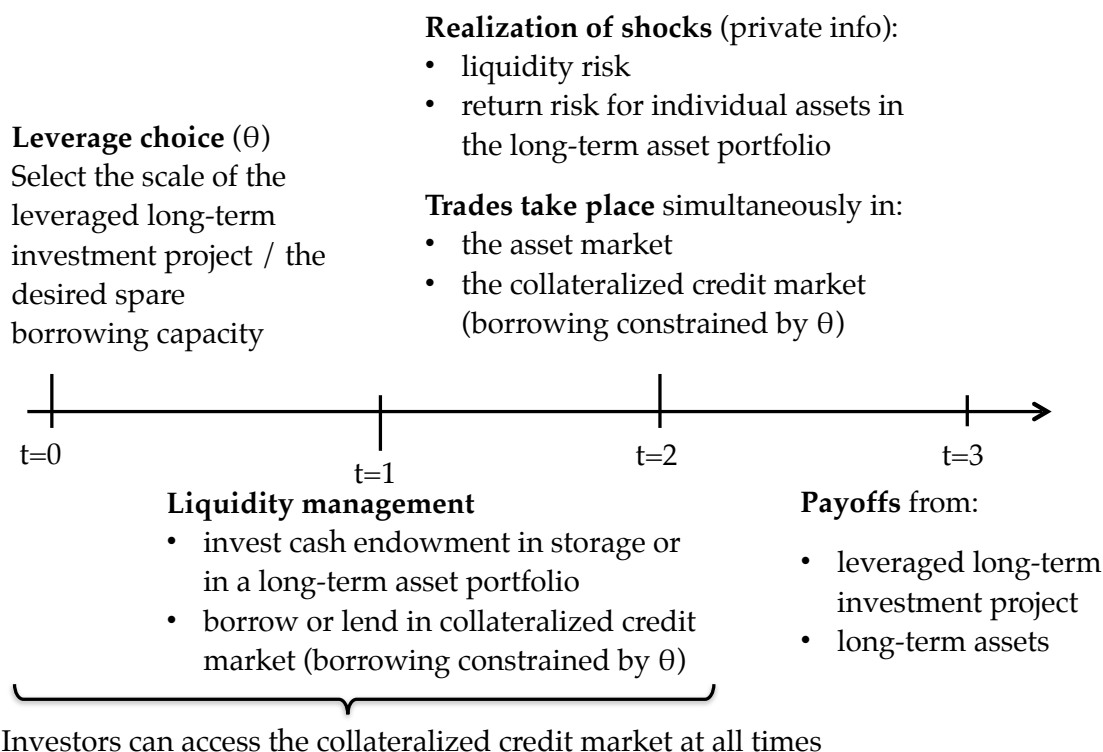 Realization of shocks (private info):
• liquidity risk
• return risk for individual assets in
the long-term asset portfolio
Leverage choice (θ)
Select the scale of the
leveraged long-term
investment project / the
desired spare
borrowing capacity
Trades take place simultaneously in:
• the asset market
• the collateralized credit market
(borrowing constrained by θ)
t=0
t=1
t=2
t=3
Liquidity management
• invest cash endowment in storage or
in a long-term asset portfolio
• borrow or lend in collateralized credit
market (borrowing constrained by θ)
Payoffs from:
• leveraged long-term
investment project
• long-term assets
Investors can access the collateralized credit market at all times